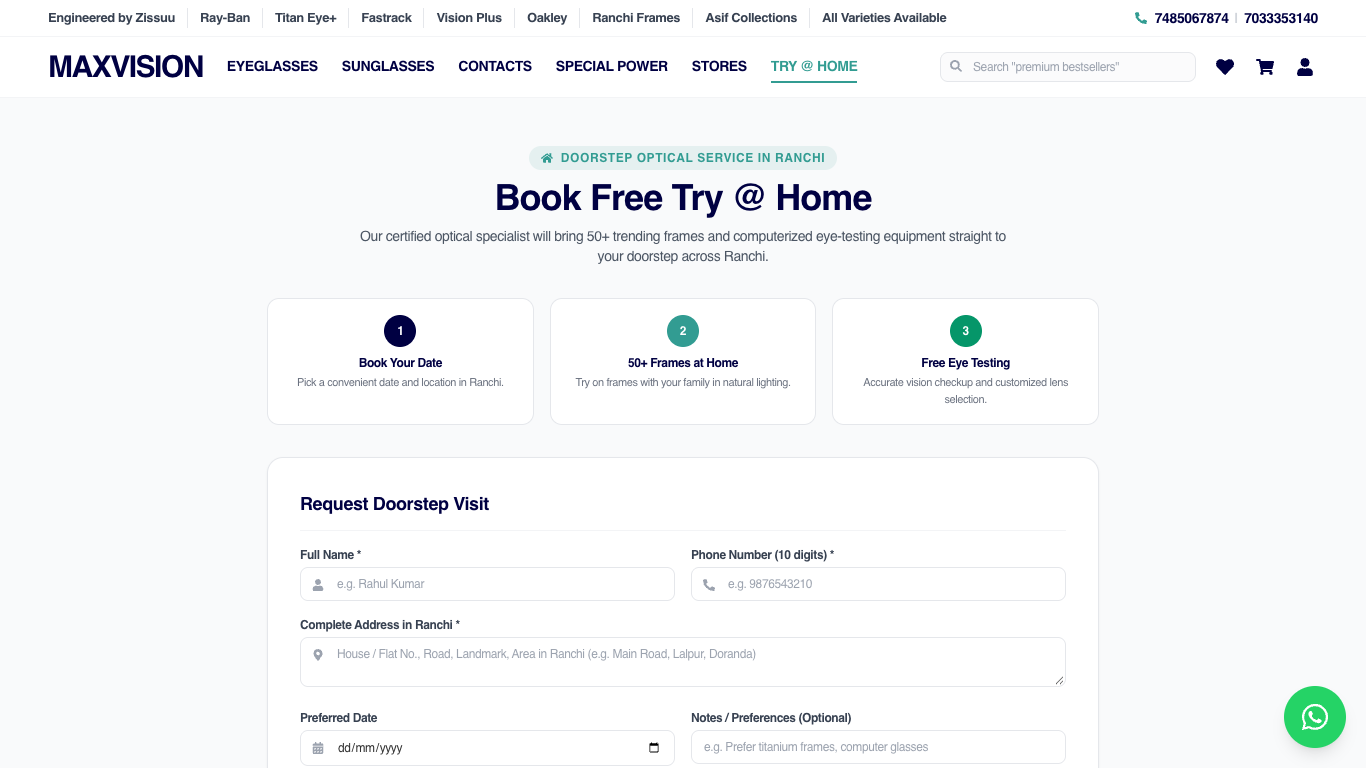 Engineered by Zissuu Ray-Ban Titan Eye+ Fastrack Vision Plus Oakley Ranchi Frames Asif Collections All Varieties Available 7485067874 7033353140
MAXVISION EYEGLASSES SUNGLASSES CONTACTS SPECIAL POWER STORES TRY @ HOME Search "premium bestsellers"
DOORSTEP OPTICAL SERVICE IN RANCHI
Book Free Try @ Home
Our certified optical specialist will bring 50+ trending frames and computerized eye-testing equipment straight to
your doorstep across Ranchi.
1
Book Your Date
Pick a convenient date and location in Ranchi.
2
50+ Frames at Home
Try on frames with your family in natural lighting.
3
Free Eye Testing
Accurate vision checkup and customized lens
selection.
Request Doorstep Visit
Full Name *
e.g. Rahul Kumar
Phone Number (10 digits) *
e.g. 9876543210
Complete Address in Ranchi *
House / Flat No., Road, Landmark, Area in Ranchi (e.g. Main Road, Lalpur, Doranda)
Preferred Date
dd/mm/yyyy
Notes / Preferences (Optional)
e.g. Prefer titanium frames, computer glasses